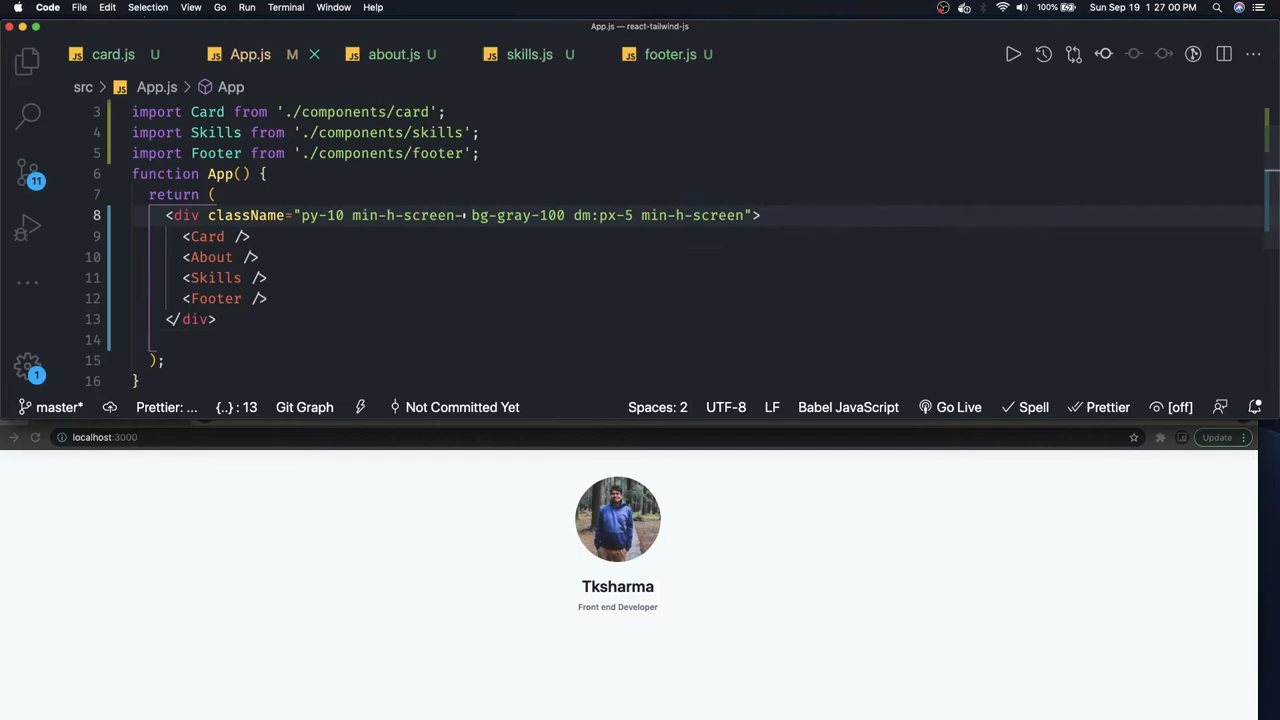 Code File Edit Selection View Go Run Terminal Window Help 100% Sun Sep 19 1 27 00 PM
App.js — react-tailwind-js
card.js U App.js M about.js U skills.js U footer.js U
src > App.js > App
3 import Card from './components/card';
4 import Skills from './components/skills';
5 import Footer from './components/footer';
6 function App() {
7 return (
8 <div className="py-10 min-h-screen- bg-gray-100 dm:px-5 min-h-screen">
9 <Card />
10 <About />
11 <Skills />
12 <Footer />
13 </div>
14
15 );
16 }
11
1
master* Prettier: ... {..} : 13 Git Graph Not Committed Yet Spaces: 2 UTF-8 LF Babel JavaScript Go Live Spell Prettier [off]
localhost:3000 Update
Tksharma
Front end Developer